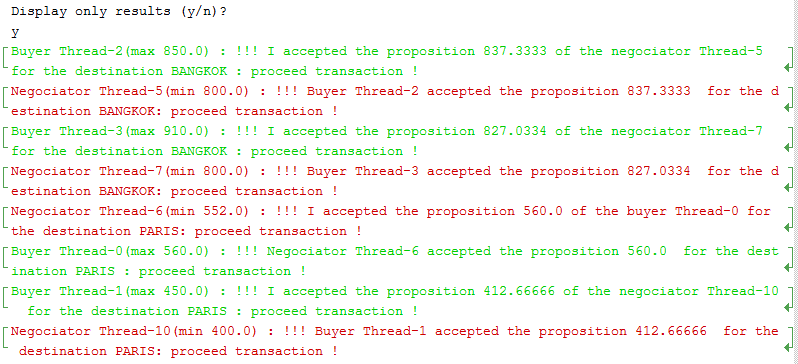 Display only results (y/n)?
y
Buyer Thread-2(max 850.0) : !!! I accepted the proposition 837.3333 of the negociator Thread-5
for the destination BANGKOK : proceed transaction !
Negociator Thread-5(min 800.0) : !!! Buyer Thread-2 accepted the proposition 837.3333  for the d
estination BANGKOK: proceed transaction !
Buyer Thread-3(max 910.0) : !!! I accepted the proposition 827.0334 of the negociator Thread-7
for the destination BANGKOK : proceed transaction !
Negociator Thread-7(min 800.0) : !!! Buyer Thread-3 accepted the proposition 827.0334  for the d
estination BANGKOK: proceed transaction !
Negociator Thread-6(min 552.0) : !!! I accepted the proposition 560.0 of the buyer Thread-0 for
the destination PARIS: proceed transaction !
Buyer Thread-0(max 560.0) : !!! Negociator Thread-6 accepted the proposition 560.0  for the dest
ination PARIS : proceed transaction !
Buyer Thread-1(max 450.0) : !!! I accepted the proposition 412.66666 of the negociator Thread-10
  for the destination PARIS : proceed transaction !
Negociator Thread-10(min 400.0) : !!! Buyer Thread-1 accepted the proposition 412.66666  for the
 destination PARIS: proceed transaction !